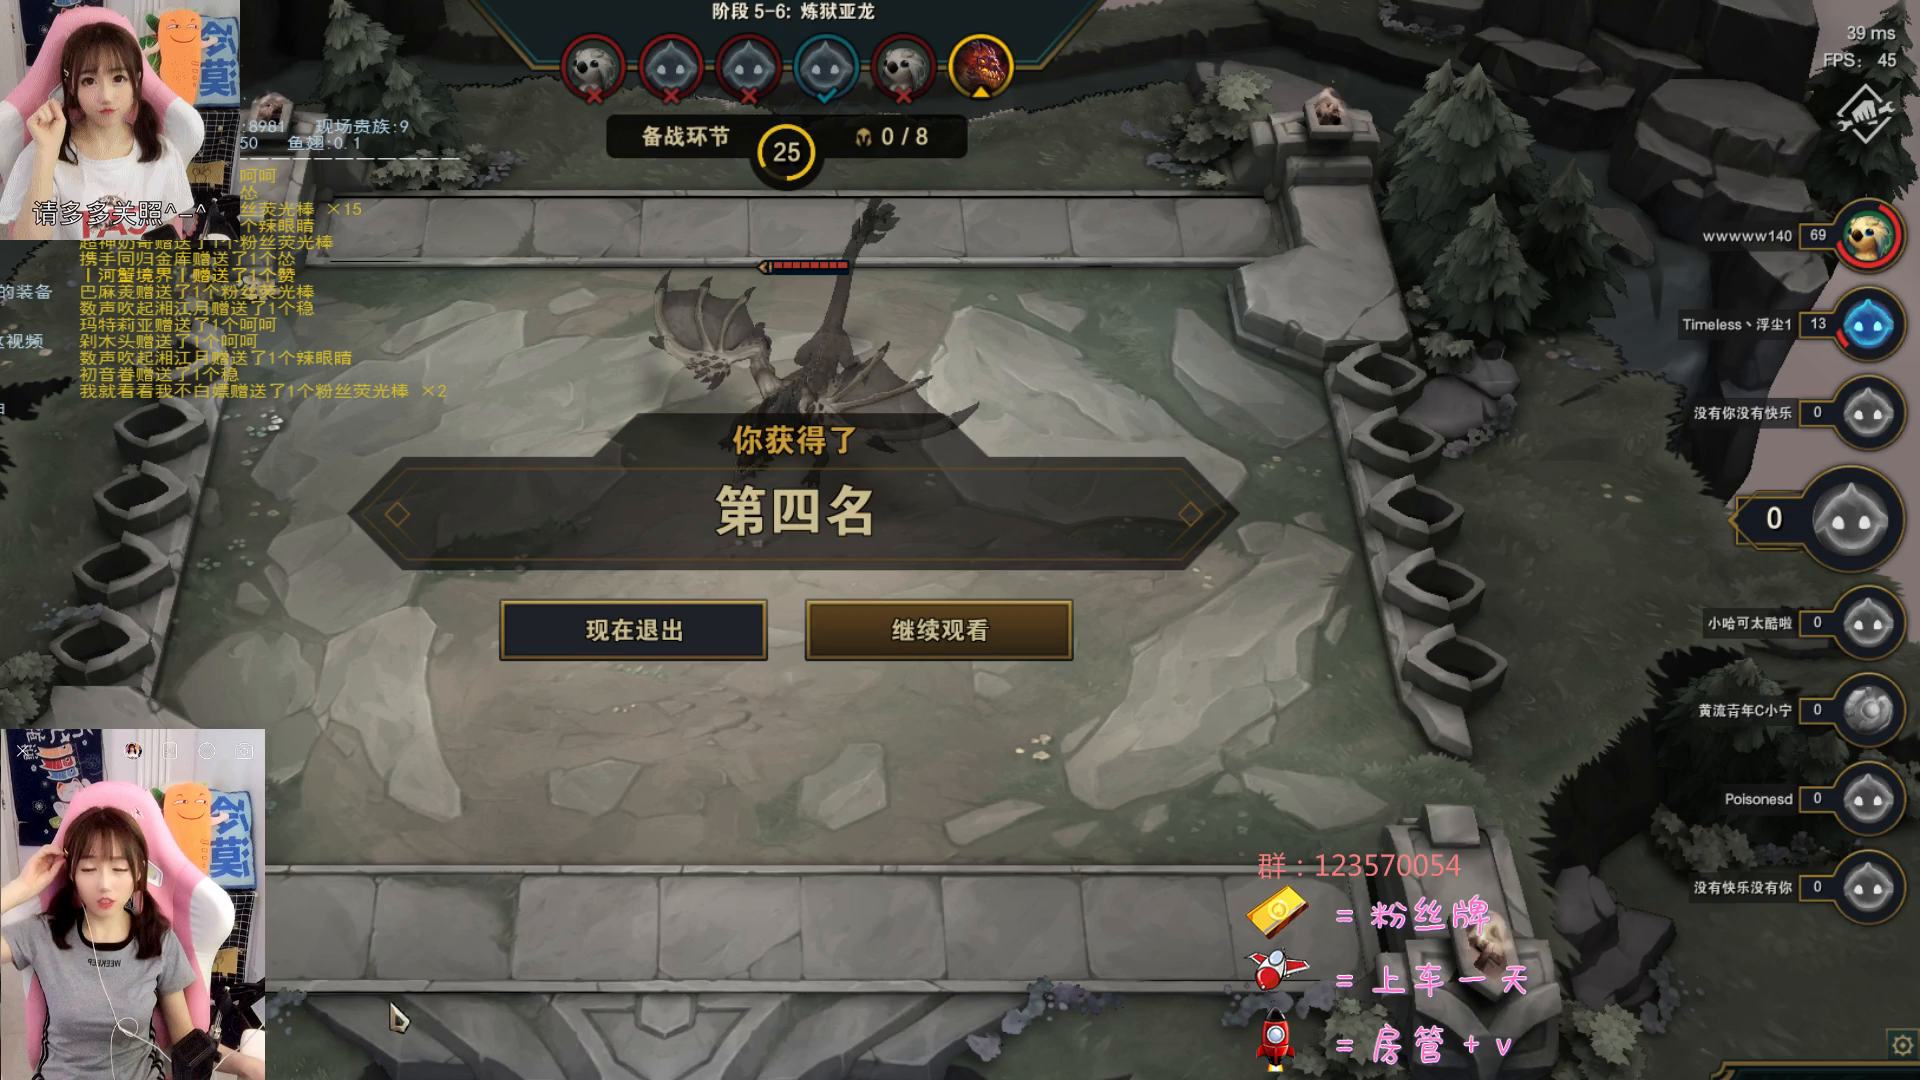 阶段 5-6: 炼狱亚龙
39 ms
FPS: 45
备战环节
25
0 / 8
:8981 现场贵族:9
50 鱼翅:0.1
呵呵
怂
丝荧光棒 ×15
个辣眼睛
请多多关照^-^
超神奶哥赠送了1个粉丝荧光棒
携手同归金库赠送了1个怂
丨河蟹境界丨赠送了1个赞
的装备
巴麻美赠送了1个粉丝荧光棒
数声吹起湘江月赠送了1个稳
玛特莉亚赠送了1个呵呵
视频
剁木头赠送了1个呵呵
数声吹起湘江月赠送了1个辣眼睛
初音眷赠送了1个稳
我就看看我不白嫖赠送了1个粉丝荧光棒 ×2
wwwww140 69
Timeless丶浮尘1 13
没有你没有快乐 0
0
小哈可太酷啦 0
黄流青年C小宁 0
Poisonesd 0
没有快乐没有你 0
你获得了
第四名
现在退出
继续观看
群：123570054
= 粉丝牌
= 上车一天
= 房管 + v